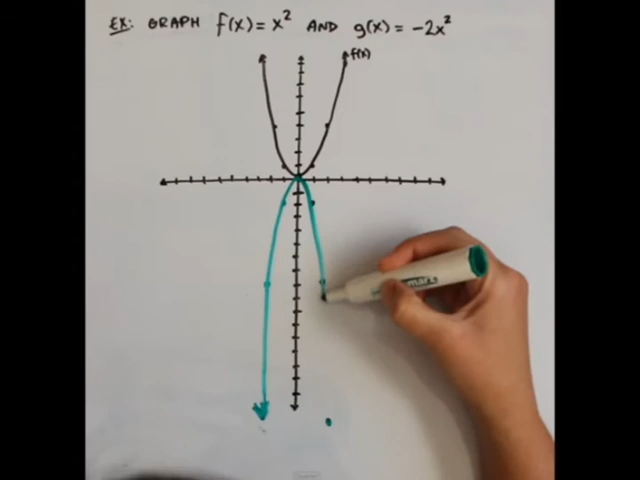 EX: GRAPH f(x) = x² AND g(x) = -2x²
f(x)